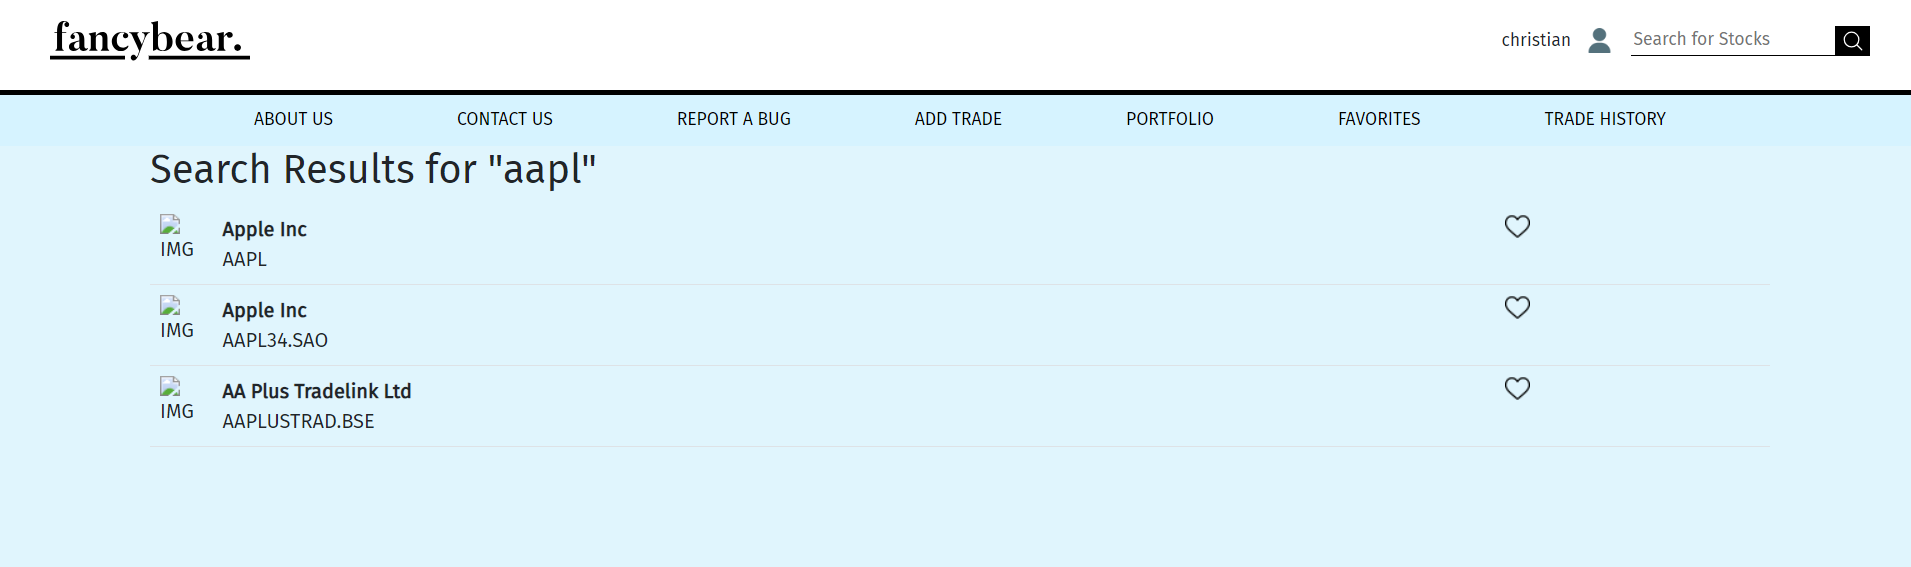 fancybear.
christian
Search for Stocks
ABOUT US CONTACT US REPORT A BUG ADD TRADE PORTFOLIO FAVORITES TRADE HISTORY
Search Results for "aapl"
IMG
Apple Inc
AAPL
IMG
Apple Inc
AAPL34.SAO
IMG
AA Plus Tradelink Ltd
AAPLUSTRAD.BSE